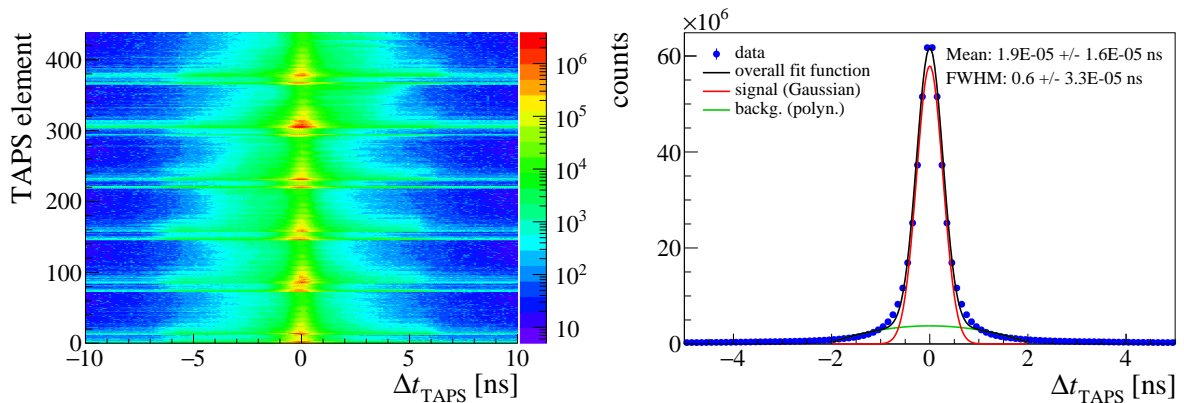 TAPS element
400
300
200
100
0
−10
−5
0
5
10
Δt_TAPS [ns]
10^6
10^5
10^4
10^3
10^2
10
×10^6
counts
60
40
20
0
−4
−2
0
2
4
Δt_TAPS [ns]
data
overall fit function
signal (Gaussian)
backg. (polyn.)
Mean: 1.9E-05 +/- 1.6E-05 ns
FWHM: 0.6 +/- 3.3E-05 ns